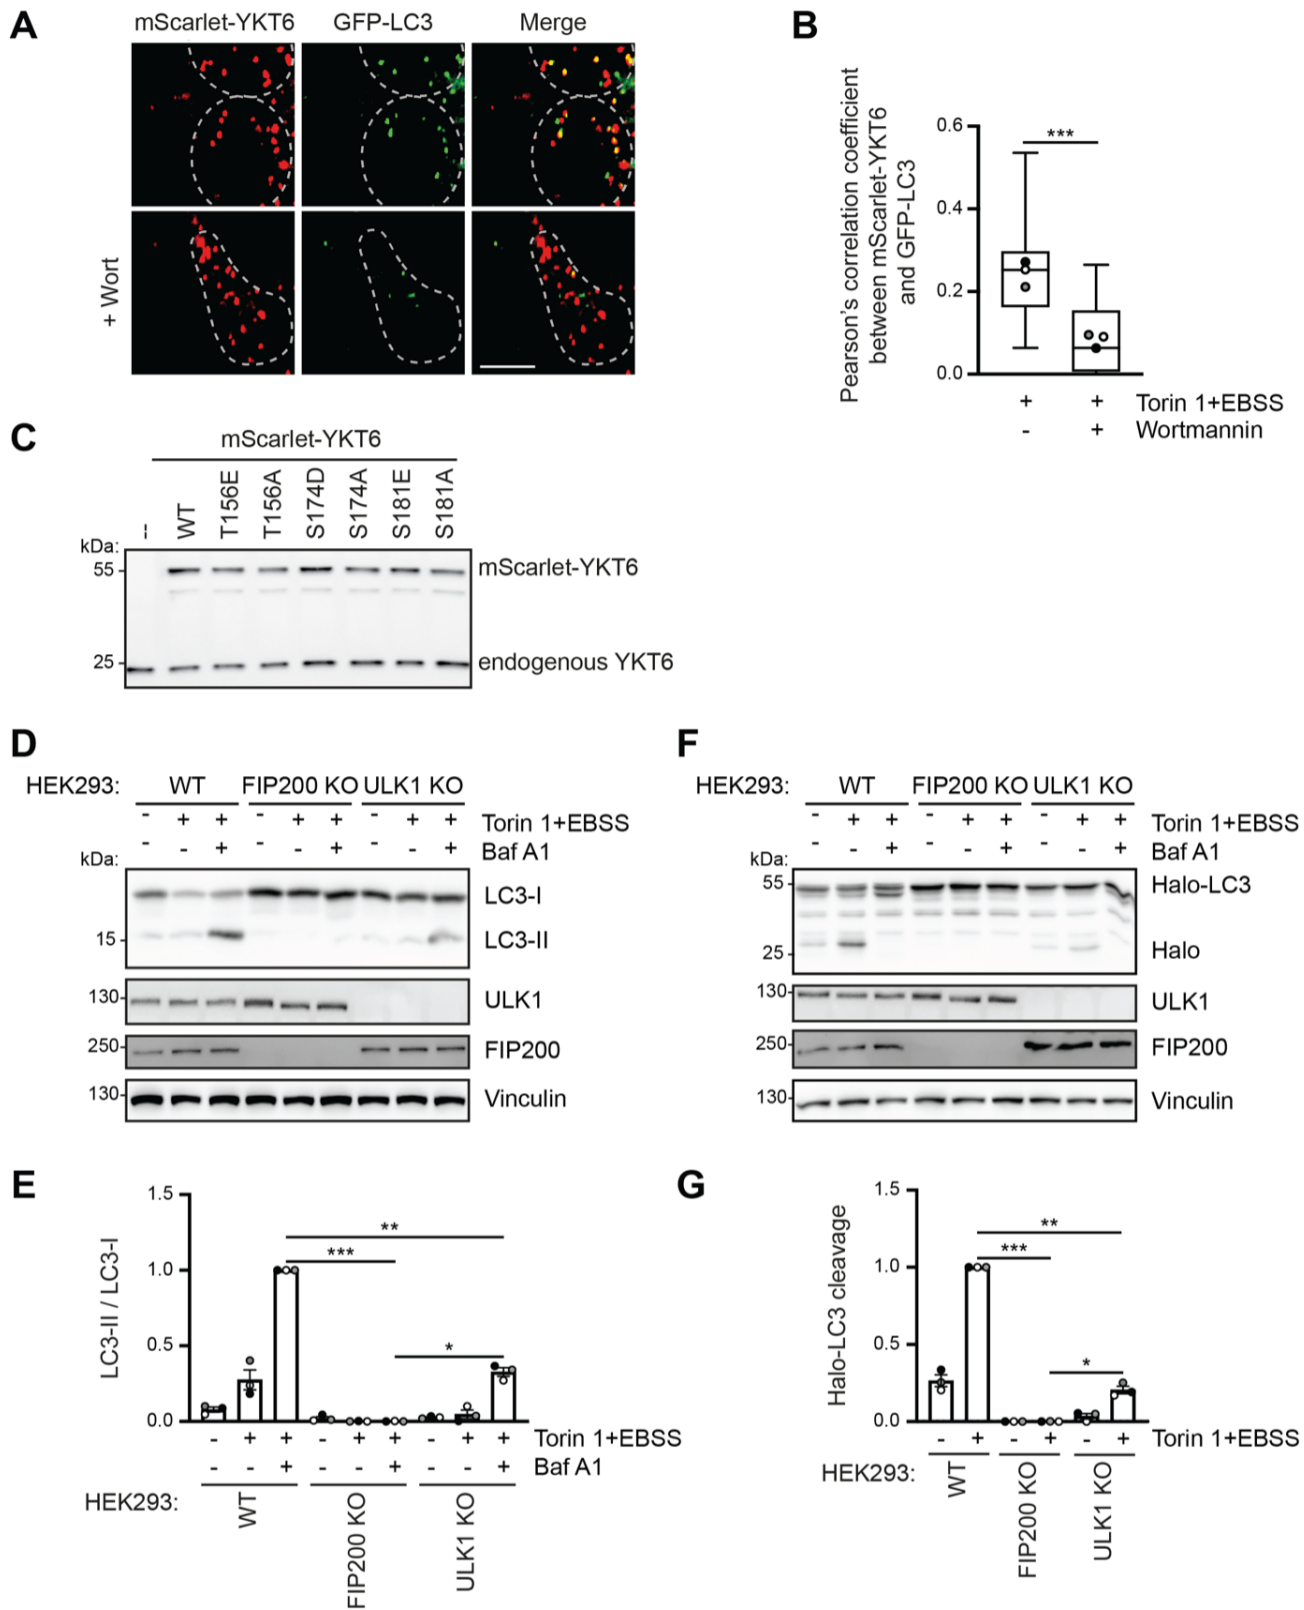 A
mScarlet-YKT6 GFP-LC3 Merge
+ Wort
B
Pearson's correlation coefficient
between mScarlet-YKT6
and GFP-LC3
0.6
0.4
0.2
0.0
***
+ + Torin 1+EBSS
- + Wortmannin
C
mScarlet-YKT6
-- WT T156E T156A S174D S174A S181E S181A
kDa:
55 mScarlet-YKT6
25 endogenous YKT6
D
HEK293: WT FIP200 KO ULK1 KO
- + + - + + - + + Torin 1+EBSS
- - + - - + - - + Baf A1
kDa:
LC3-I
15 LC3-II
130 ULK1
250 FIP200
130 Vinculin
F
HEK293: WT FIP200 KO ULK1 KO
- + + - + + - + + Torin 1+EBSS
- - + - - + - - + Baf A1
kDa:
55 Halo-LC3
25 Halo
130 ULK1
250 FIP200
130 Vinculin
E
LC3-II / LC3-I
1.5
1.0
0.5
0.0
**
***
*
- + + - + + - + + Torin 1+EBSS
- - + - - + - - + Baf A1
HEK293: WT FIP200 KO ULK1 KO
G
Halo-LC3 cleavage
1.5
1.0
0.5
0.0
**
***
*
- + - + - + Torin 1+EBSS
HEK293: WT FIP200 KO ULK1 KO